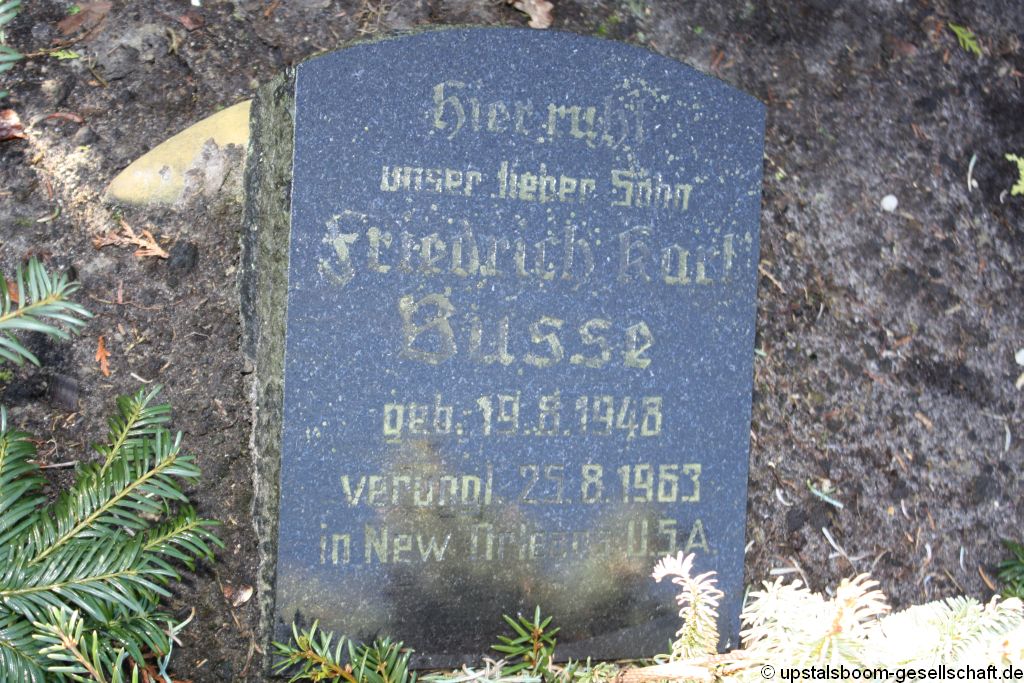 Hier ruht
unser lieber Sohn
Friedrich Karl
Busse
geb. 19.8.1948
verungl. 25.8.1963
in New Orleans U.S.A.
© upstalsboom-gesellschaft.de